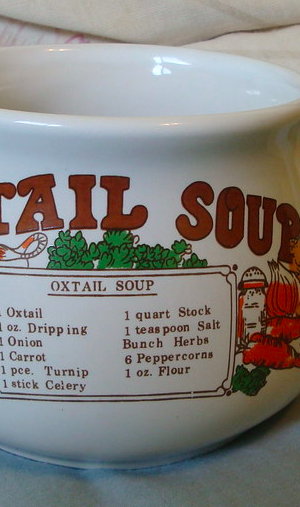 TAIL SOUP
OXTAIL SOUP
Oxtail
1 oz. Dripping
1 Onion
1 Carrot
1 pce. Turnip
1 stick Celery
1 quart Stock
1 teaspoon Salt
Bunch Herbs
6 Peppercorns
1 oz. Flour